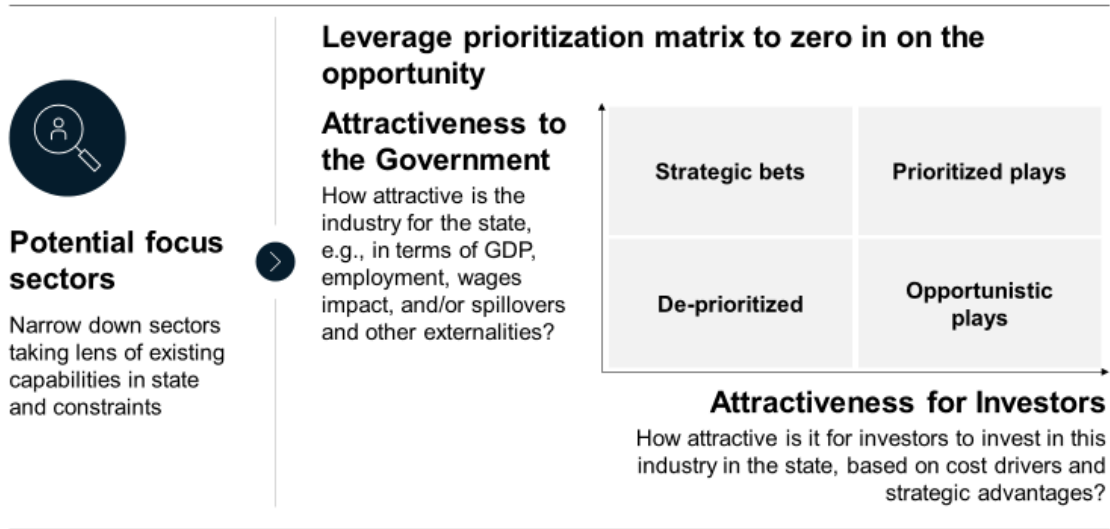 Leverage prioritization matrix to zero in on the
opportunity
Potential focus
sectors
Narrow down sectors
taking lens of existing
capabilities in state
and constraints
Attractiveness to
the Government
How attractive is the
industry for the state,
e.g., in terms of GDP,
employment, wages
impact, and/or spillovers
and other externalities?
Strategic bets
Prioritized plays
De-prioritized
Opportunistic
plays
Attractiveness for Investors
How attractive is it for investors to invest in this
industry in the state, based on cost drivers and
strategic advantages?